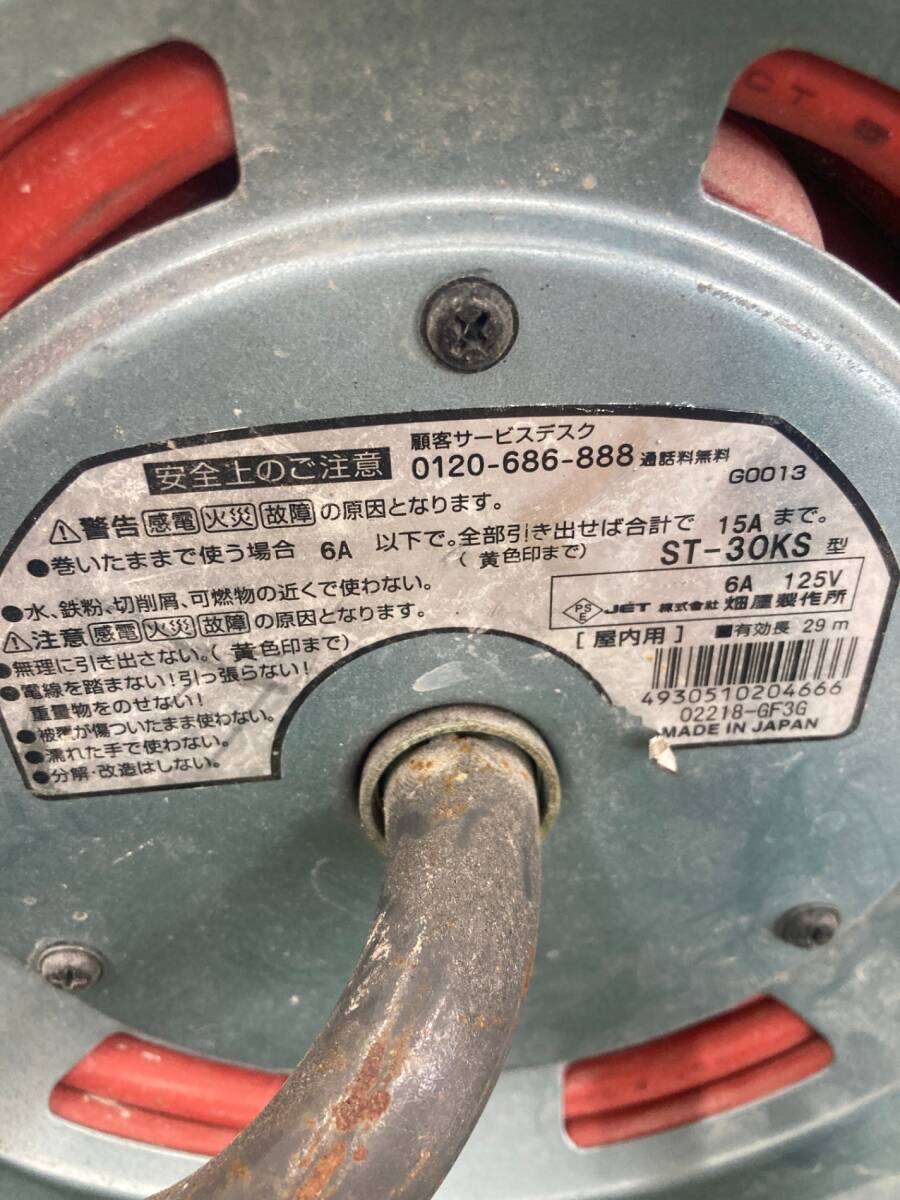 CT
顧客サービスデスク
安全上のご注意 0120-686-888 通話料無料
G0013
⚠警告 感電 火災 故障 の原因となります。
●巻いたままで使う場合 6A 以下で。全部引き出せば合計で 15A まで。
(黄色印まで)
ST-30KS 型
●水、鉄粉、切削屑、可燃物の近くで使わない。
6A 125V
PSE JET 株式会社 畑屋製作所
⚠注意 感電 火災 故障 の原因となります。
[屋内用] ■有効長 29m
●無理に引き出さない。(黄色印まで)
●電線を踏まない!引っ張らない!
重量物をのせない!
4930510204666
●被覆が傷ついたまま使わない。
02218-GF3G
●濡れた手で使わない。
MADE IN JAPAN
●分解・改造はしない。